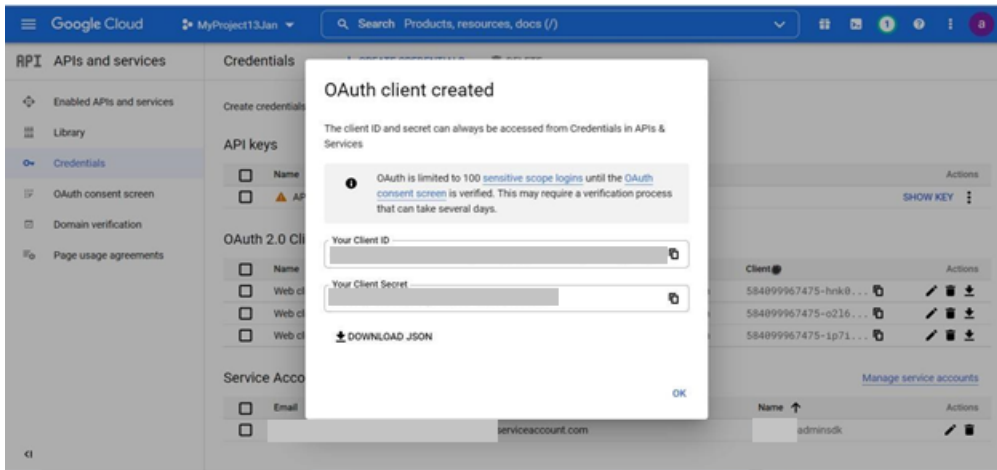 Google Cloud
MyProject13Jan
Search Products, resources, docs (/)
1
a
API APIs and services
Enabled APIs and services
Library
Credentials
OAuth consent screen
Domain verification
Page usage agreements
Credentials
Create credentials
API keys
Name
Actions
AP
SHOW KEY
OAuth 2.0 Cli
Name
Client ID
Actions
Web cl
584099967475-hnk0...
Web cl
584099967475-o2l6...
Web cl
584099967475-1p7i...
Service Acco
Manage service accounts
Email
Name
Actions
serviceaccount.com
adminsdk
OAuth client created
The client ID and secret can always be accessed from Credentials in APIs &
Services
OAuth is limited to 100 sensitive scope logins until the OAuth
consent screen is verified. This may require a verification process
that can take several days.
Your Client ID
Your Client Secret
DOWNLOAD JSON
OK